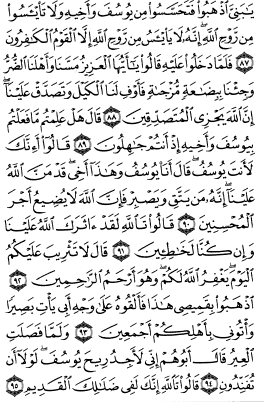 يَٰبَنِىَّ ٱذْهَبُوا۟ فَتَحَسَّسُوا۟ مِن يُوسُفَ وَأَخِيهِ وَلَا تَا۟يْـَٔسُوا۟
مِن رَّوْحِ ٱللَّهِ إِنَّهُۥ لَا يَا۟يْـَٔسُ مِن رَّوْحِ ٱللَّهِ إِلَّا ٱلْقَوْمُ ٱلْكَٰفِرُونَ
٨٧ فَلَمَّا دَخَلُوا۟ عَلَيْهِ قَالُوا۟ يَٰٓأَيُّهَا ٱلْعَزِيزُ مَسَّنَا وَأَهْلَنَا ٱلضُّرُّ
وَجِئْنَا بِبِضَٰعَةٍ مُّزْجَىٰةٍ فَأَوْفِ لَنَا ٱلْكَيْلَ وَتَصَدَّقْ عَلَيْنَآ
إِنَّ ٱللَّهَ يَجْزِى ٱلْمُتَصَدِّقِينَ ٨٨ قَالَ هَلْ عَلِمْتُم مَّا فَعَلْتُم
بِيُوسُفَ وَأَخِيهِ إِذْ أَنتُمْ جَٰهِلُونَ ٨٩ قَالُوٓا۟ أَءِنَّكَ
لَأَنتَ يُوسُفُ قَالَ أَنَا۠ يُوسُفُ وَهَٰذَآ أَخِى قَدْ مَنَّ ٱللَّهُ
عَلَيْنَآ إِنَّهُۥ مَن يَتَّقِ وَيَصْبِرْ فَإِنَّ ٱللَّهَ لَا يُضِيعُ أَجْرَ
ٱلْمُحْسِنِينَ ٩٠ قَالُوا۟ تَٱللَّهِ لَقَدْ ءَاثَرَكَ ٱللَّهُ عَلَيْنَا
وَإِن كُنَّا لَخَٰطِـِٔينَ ٩١ قَالَ لَا تَثْرِيبَ عَلَيْكُمُ
ٱلْيَوْمَ يَغْفِرُ ٱللَّهُ لَكُمْ وَهُوَ أَرْحَمُ ٱلرَّٰحِمِينَ ٩٢
ٱذْهَبُوا۟ بِقَمِيصِى هَٰذَا فَأَلْقُوهُ عَلَىٰ وَجْهِ أَبِى يَأْتِ بَصِيرًا
وَأْتُونِى بِأَهْلِكُمْ أَجْمَعِينَ ٩٣ وَلَمَّا فَصَلَتِ
ٱلْعِيرُ قَالَ أَبُوهُمْ إِنِّى لَأَجِدُ رِيحَ يُوسُفَ لَوْلَآ أَن
تُفَنِّدُونِ ٩٤ قَالُوا۟ تَٱللَّهِ إِنَّكَ لَفِى ضَلَٰلِكَ ٱلْقَدِيمِ ٩٥